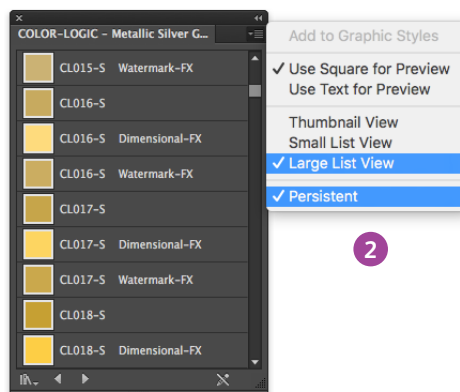 COLOR-LOGIC - Metallic Silver G...
CL015-S Watermark-FX
CL016-S
CL016-S Dimensional-FX
CL016-S Watermark-FX
CL017-S
CL017-S Dimensional-FX
CL017-S Watermark-FX
CL018-S
CL018-S Dimensional-FX
Add to Graphic Styles
Use Square for Preview
Use Text for Preview
Thumbnail View
Small List View
Large List View
Persistent
2